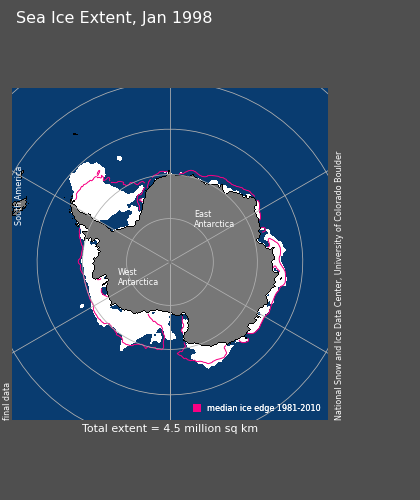 Sea Ice Extent, Jan 1998
South America
East
Antarctica
West
Antarctica
National Snow and Ice Data Center, University of Colorado Boulder
final data
median ice edge 1981-2010
Total extent = 4.5 million sq km